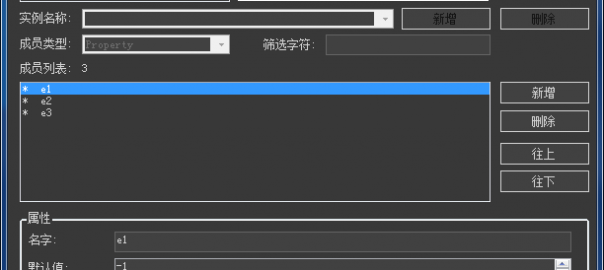 实例名称: 新增 删除
成员类型: Property 筛选字符:
成员列表: 3
* e1 新增
* e2
* e3
删除
往上
往下
属性
名字: e1
默认值: -1